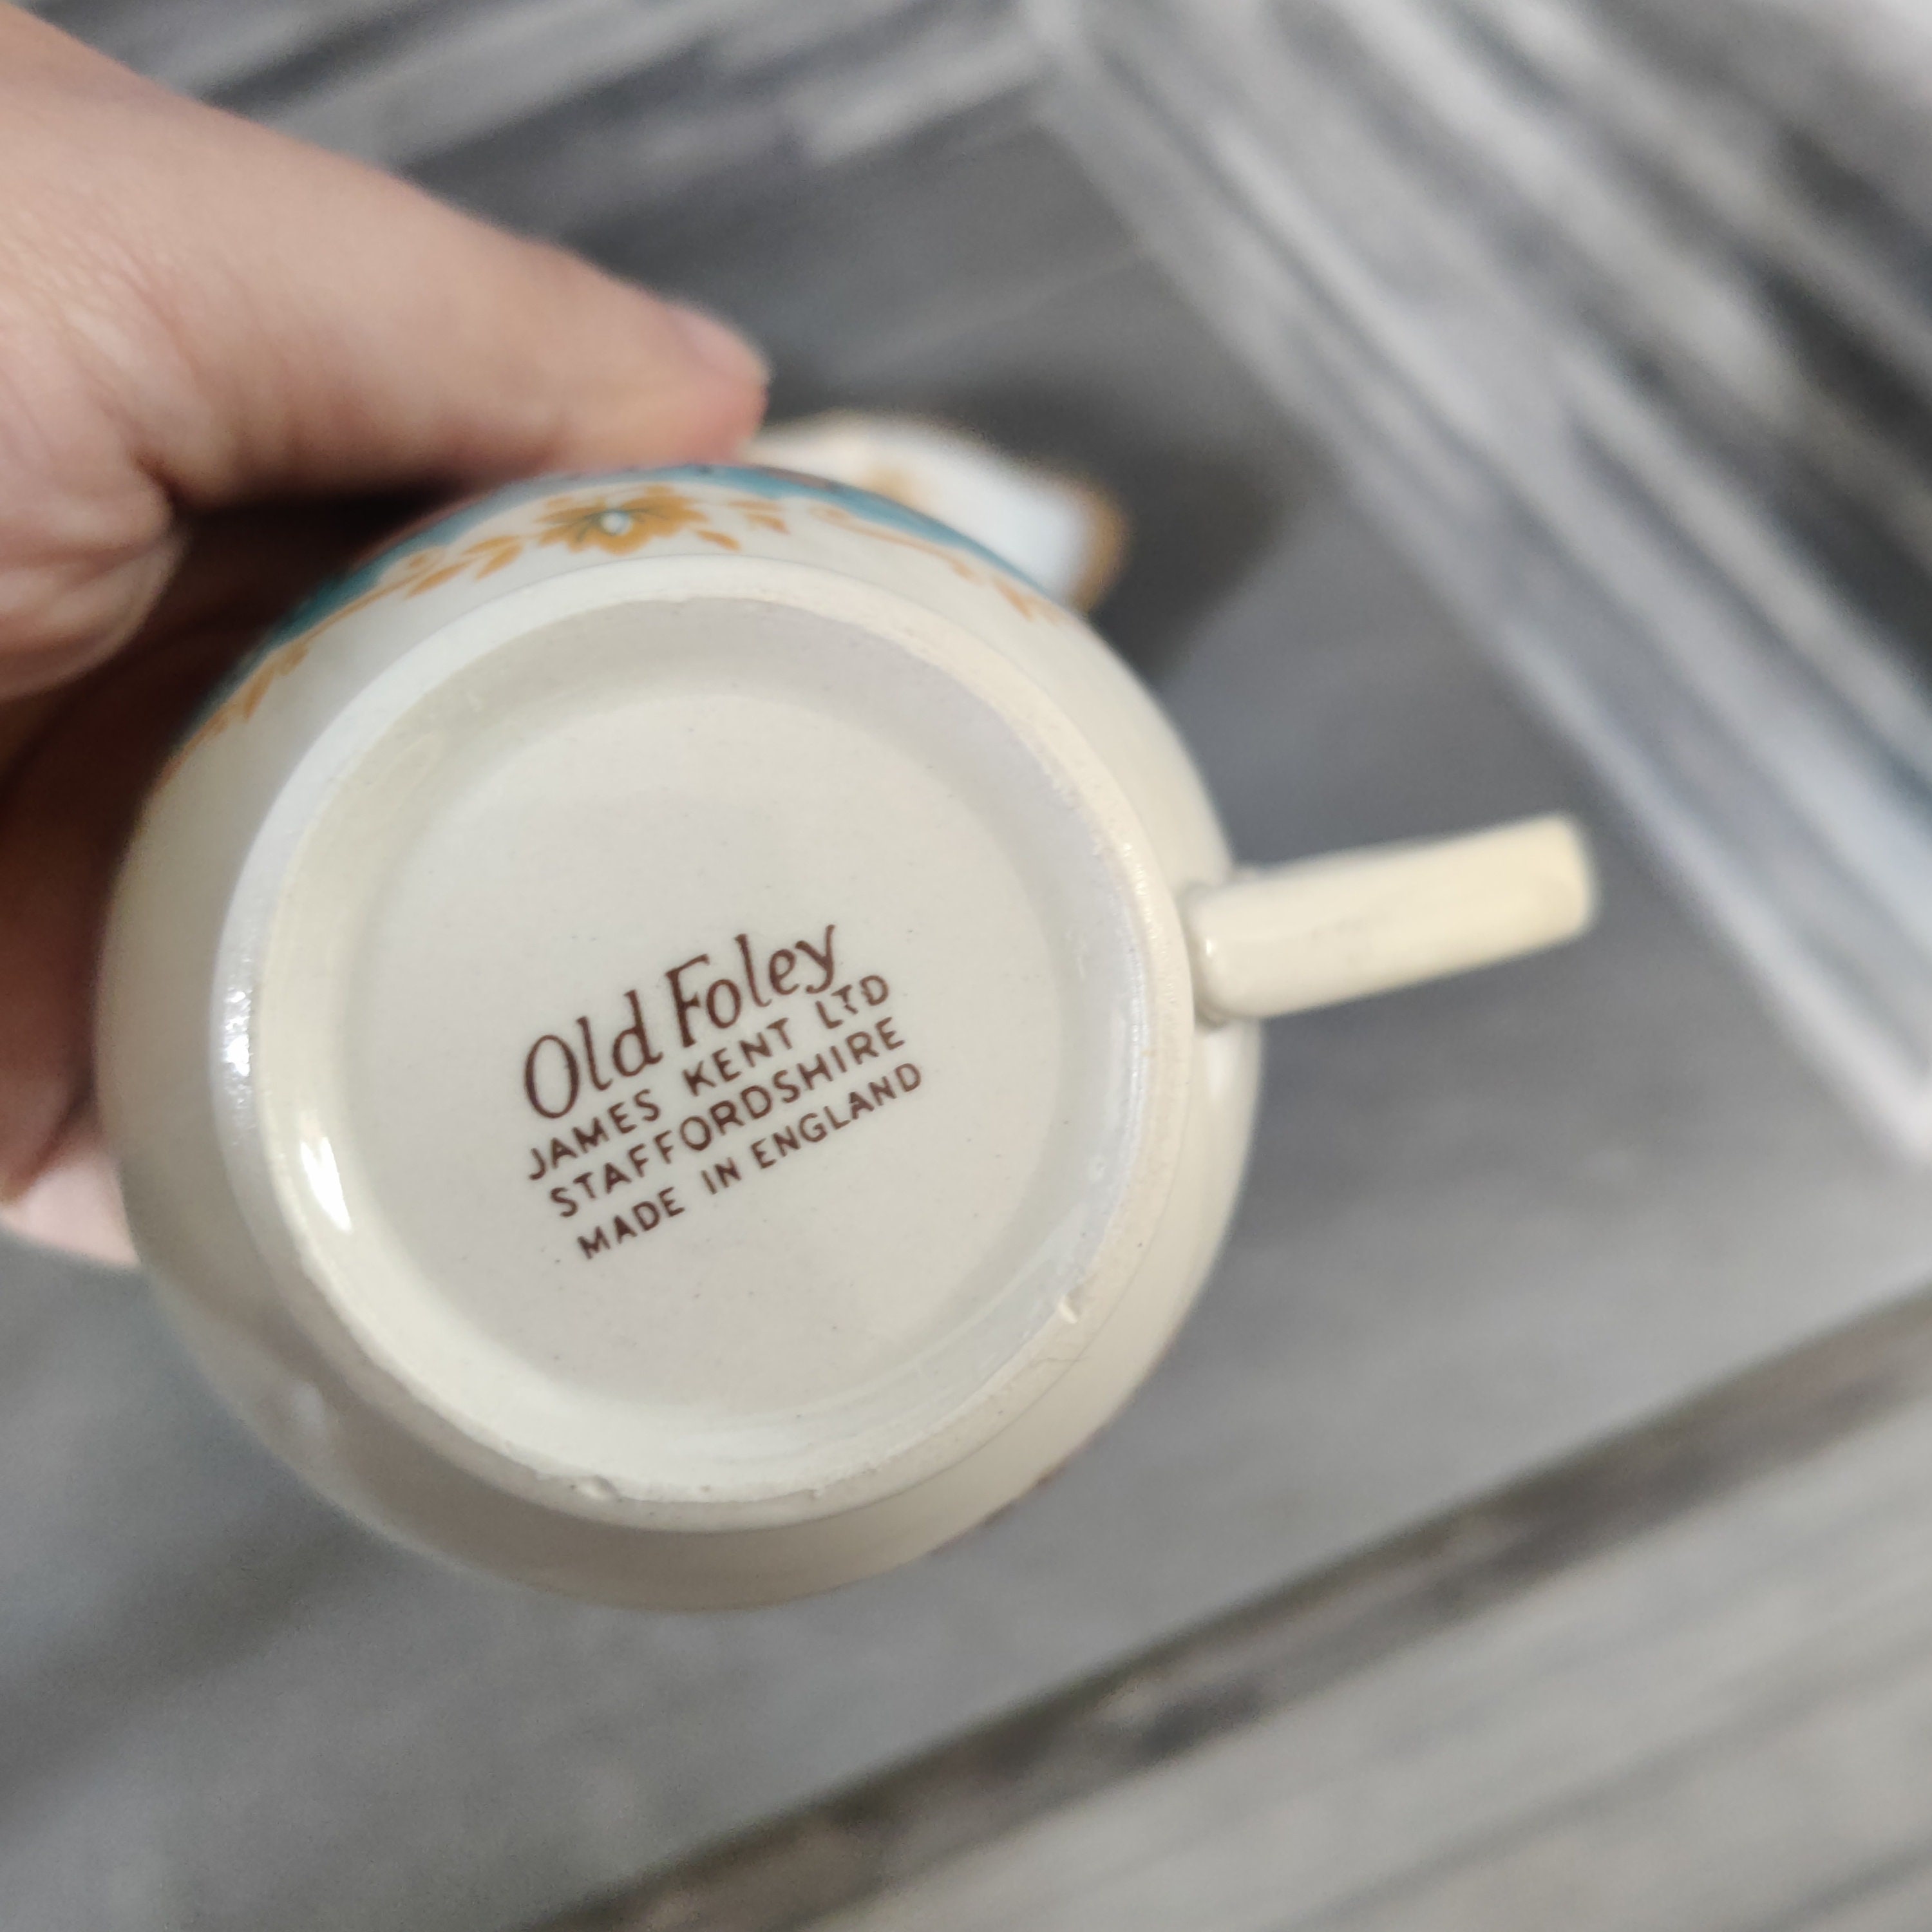 Old Foley
JAMES KENT LTD
STAFFORDSHIRE
MADE IN ENGLAND